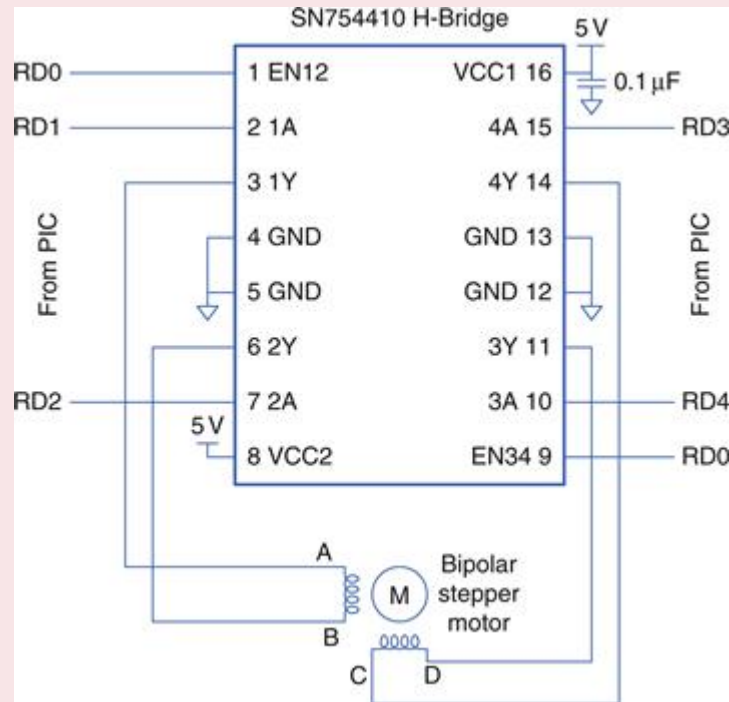 SN754410 H-Bridge
5 V
RD0
1 EN12
VCC1 16
0.1 μF
RD1
2 1A
4A 15
RD3
3 1Y
4Y 14
From PIC
4 GND
GND 13
From PIC
5 GND
GND 12
6 2Y
3Y 11
RD2
7 2A
3A 10
RD4
5 V
8 VCC2
EN34 9
RD0
A
B
M
Bipolar
stepper
motor
C
D